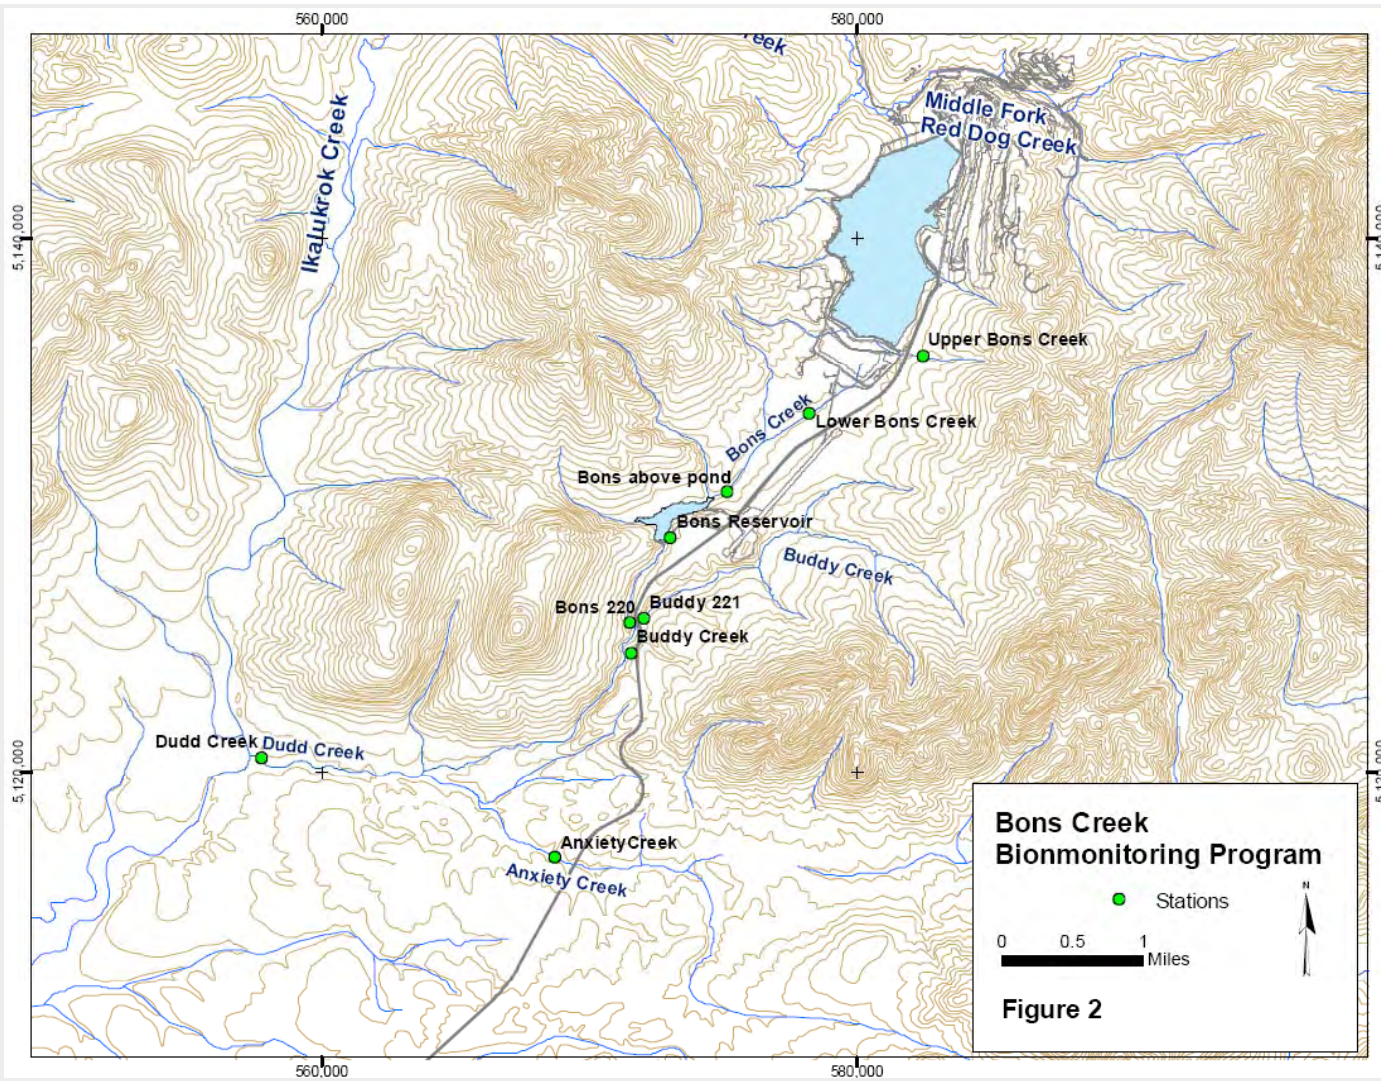 560,000
580,000
reek
Middle Fork
Red Dog Creek
Ikalukrok Creek
5,140,000
Upper Bons Creek
Bons Creek
Lower Bons Creek
Bons above pond
Bons Reservoir
Buddy Creek
Bons 220
Buddy 221
Buddy Creek
Dudd Creek
Dudd Creek
5,120,000
AnxietyCreek
Anxiety Creek
Bons Creek
Bionmonitoring Program
N
Stations
0 0.5 1
Miles
Figure 2
560,000
580,000